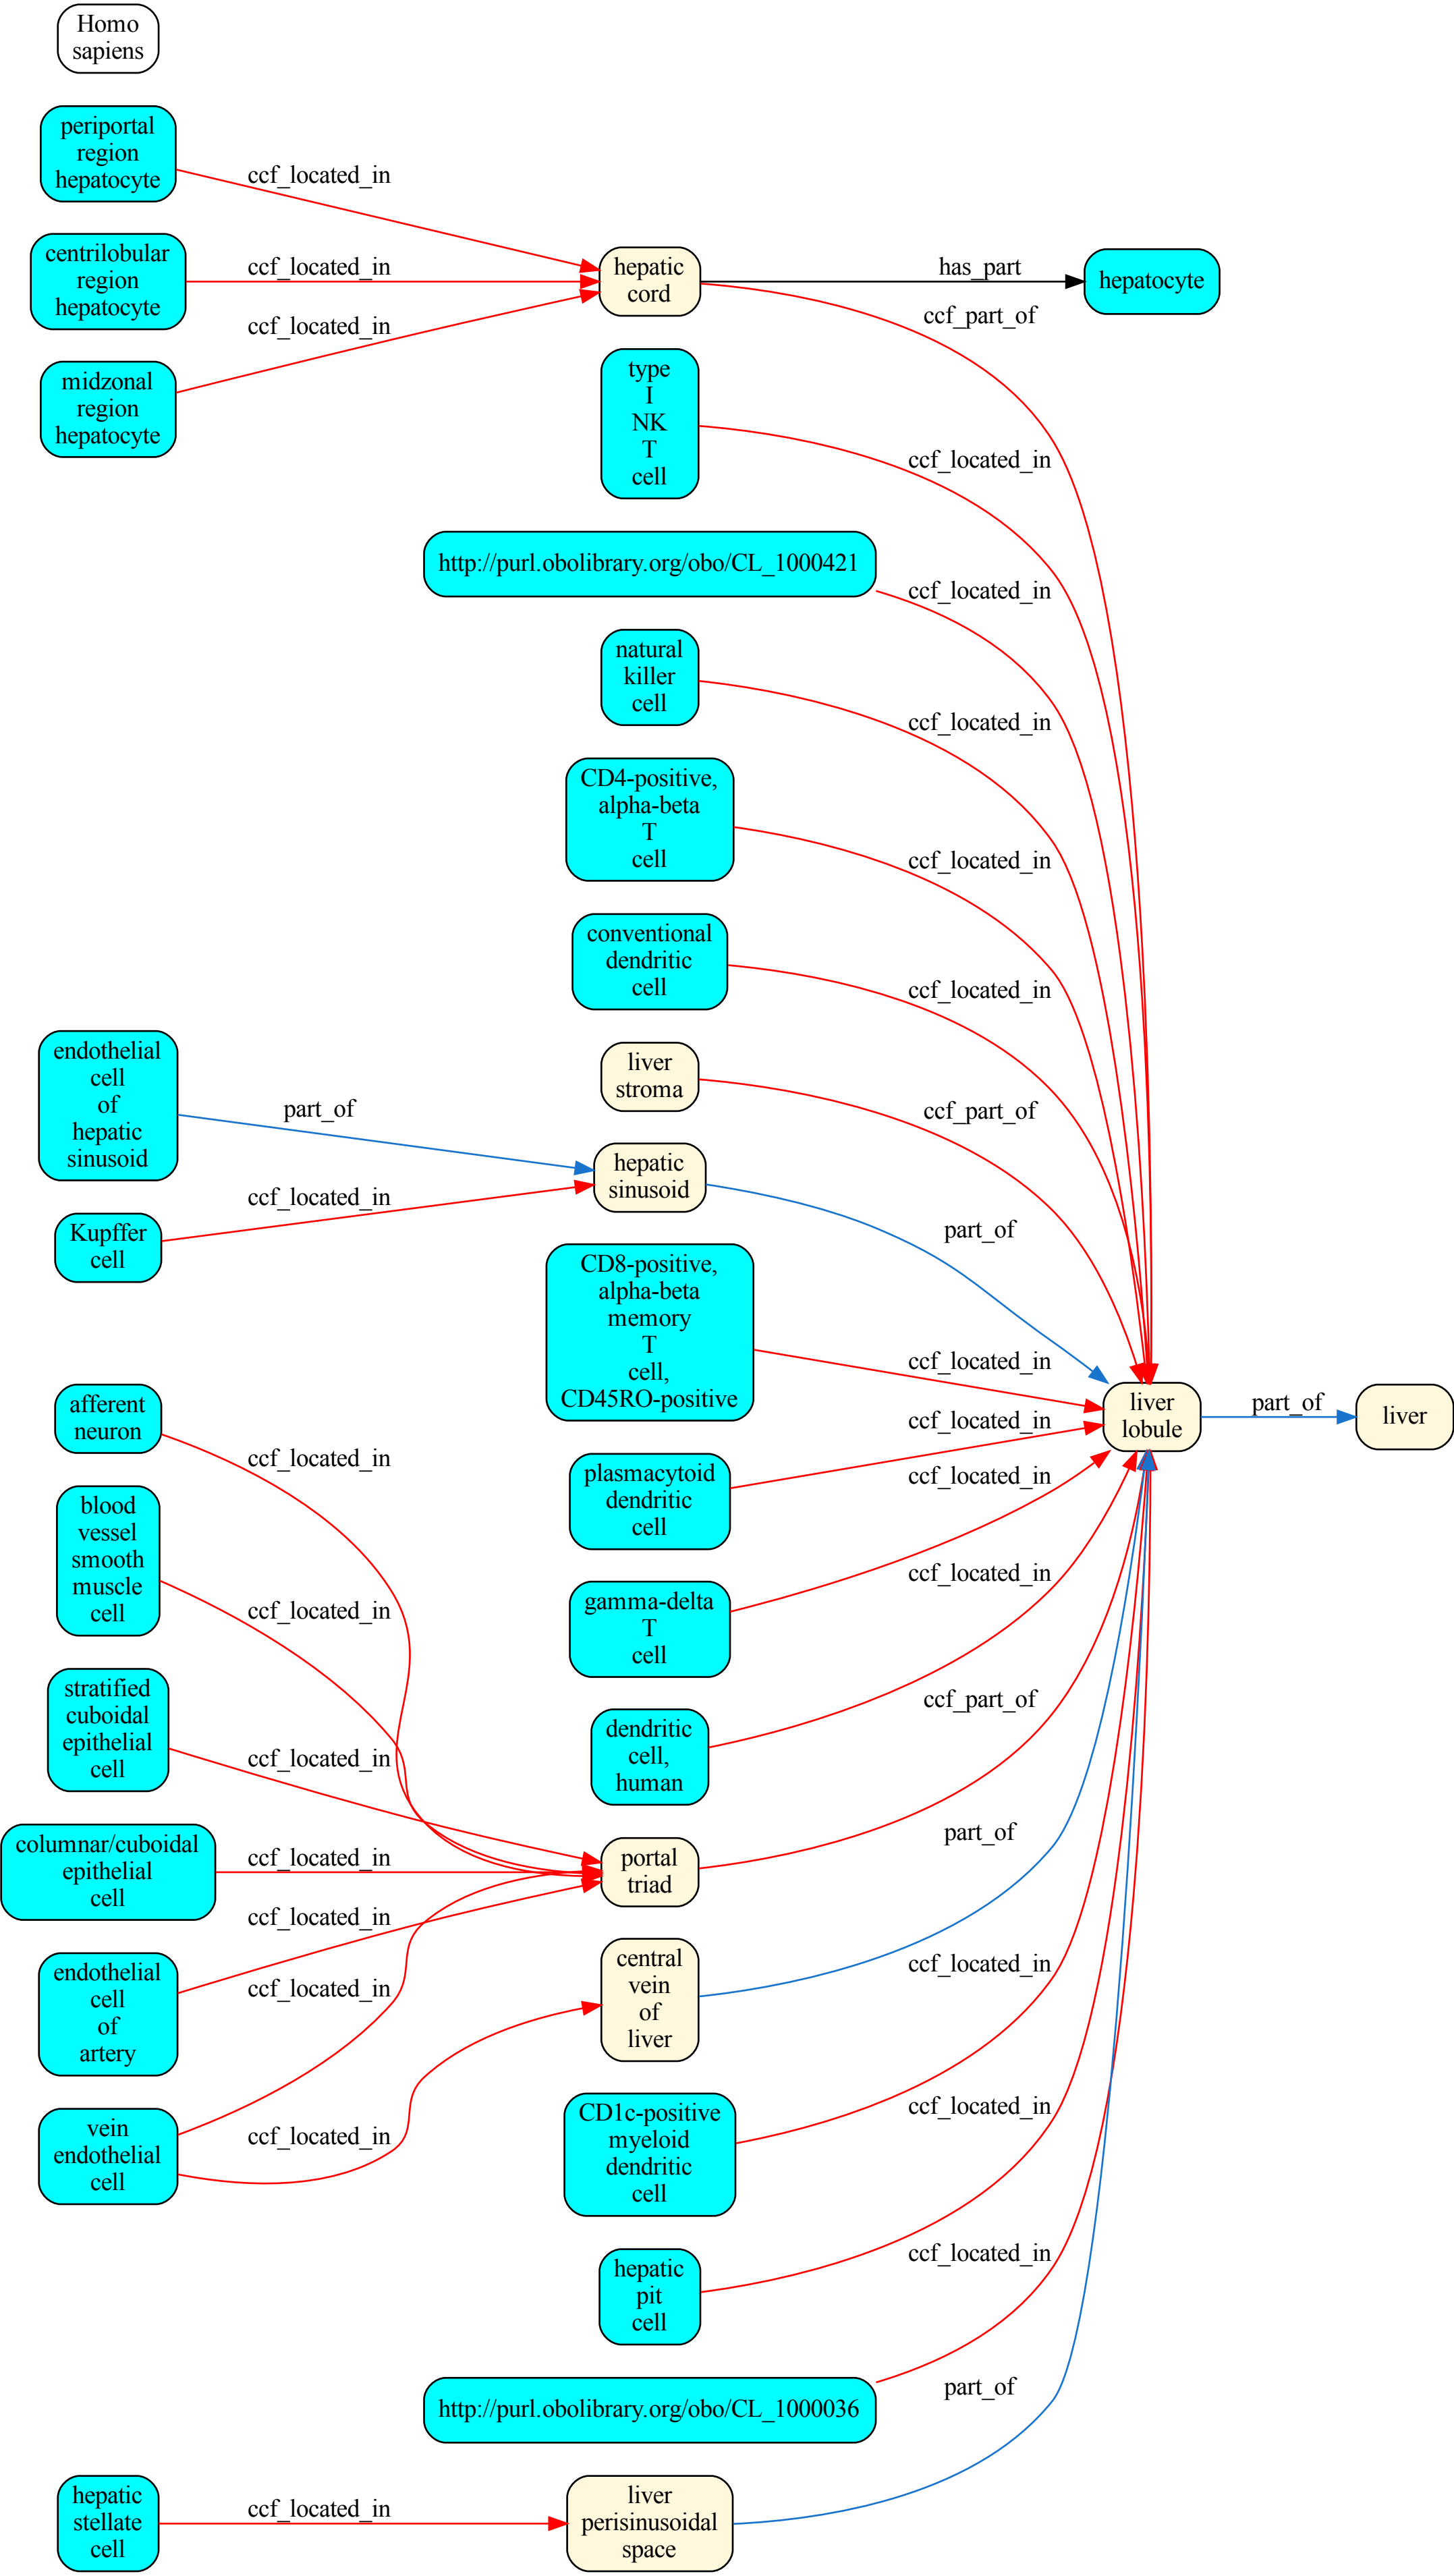 Homo
sapiens
periportal
region
hepatocyte
ccf_located_in
centrilobular
region
hepatocyte
ccf_located_in
midzonal
region
hepatocyte
ccf_located_in
hepatic
cord
has_part
hepatocyte
ccf_part_of
type
I
NK
T
cell
ccf_located_in
http://purl.obolibrary.org/obo/CL_1000421
ccf_located_in
natural
killer
cell
ccf_located_in
CD4-positive,
alpha-beta
T
cell
ccf_located_in
conventional
dendritic
cell
ccf_located_in
liver
stroma
ccf_part_of
endothelial
cell
of
hepatic
sinusoid
part_of
Kupffer
cell
ccf_located_in
hepatic
sinusoid
part_of
CD8-positive,
alpha-beta
memory
T
cell,
CD45RO-positive
ccf_located_in
plasmacytoid
dendritic
cell
ccf_located_in
gamma-delta
T
cell
ccf_located_in
dendritic
cell,
human
ccf_located_in
liver
lobule
part_of
liver
afferent
neuron
ccf_located_in
blood
vessel
smooth
muscle
cell
ccf_located_in
stratified
cuboidal
epithelial
cell
ccf_located_in
columnar/cuboidal
epithelial
cell
ccf_located_in
endothelial
cell
of
artery
ccf_located_in
vein
endothelial
cell
ccf_located_in
ccf_located_in
portal
triad
ccf_part_of
central
vein
of
liver
part_of
CD1c-positive
myeloid
dendritic
cell
ccf_located_in
hepatic
pit
cell
ccf_located_in
http://purl.obolibrary.org/obo/CL_1000036
ccf_located_in
hepatic
stellate
cell
ccf_located_in
liver
perisinusoidal
space
part_of